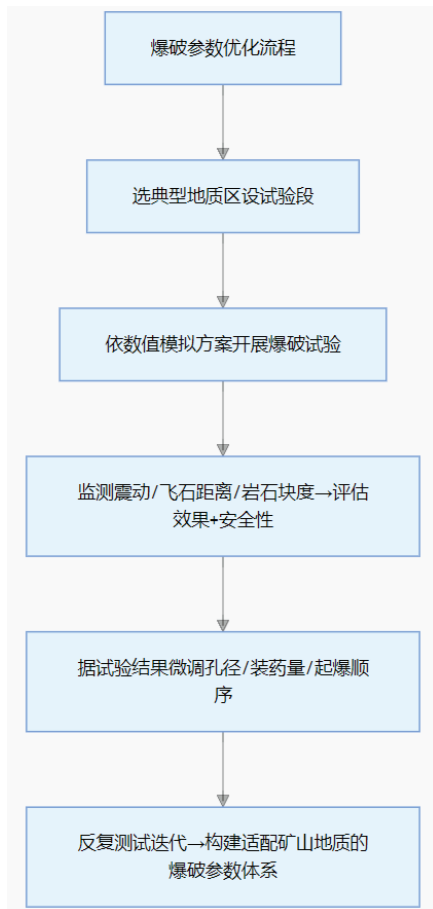 爆破参数优化流程
选典型地质区设试验段
依数值模拟方案开展爆破试验
监测震动/飞石距离/岩石块度→评估
效果+安全性
据试验结果微调孔径/装药量/起爆顺
序
反复测试迭代→构建适配矿山地质的
爆破参数体系